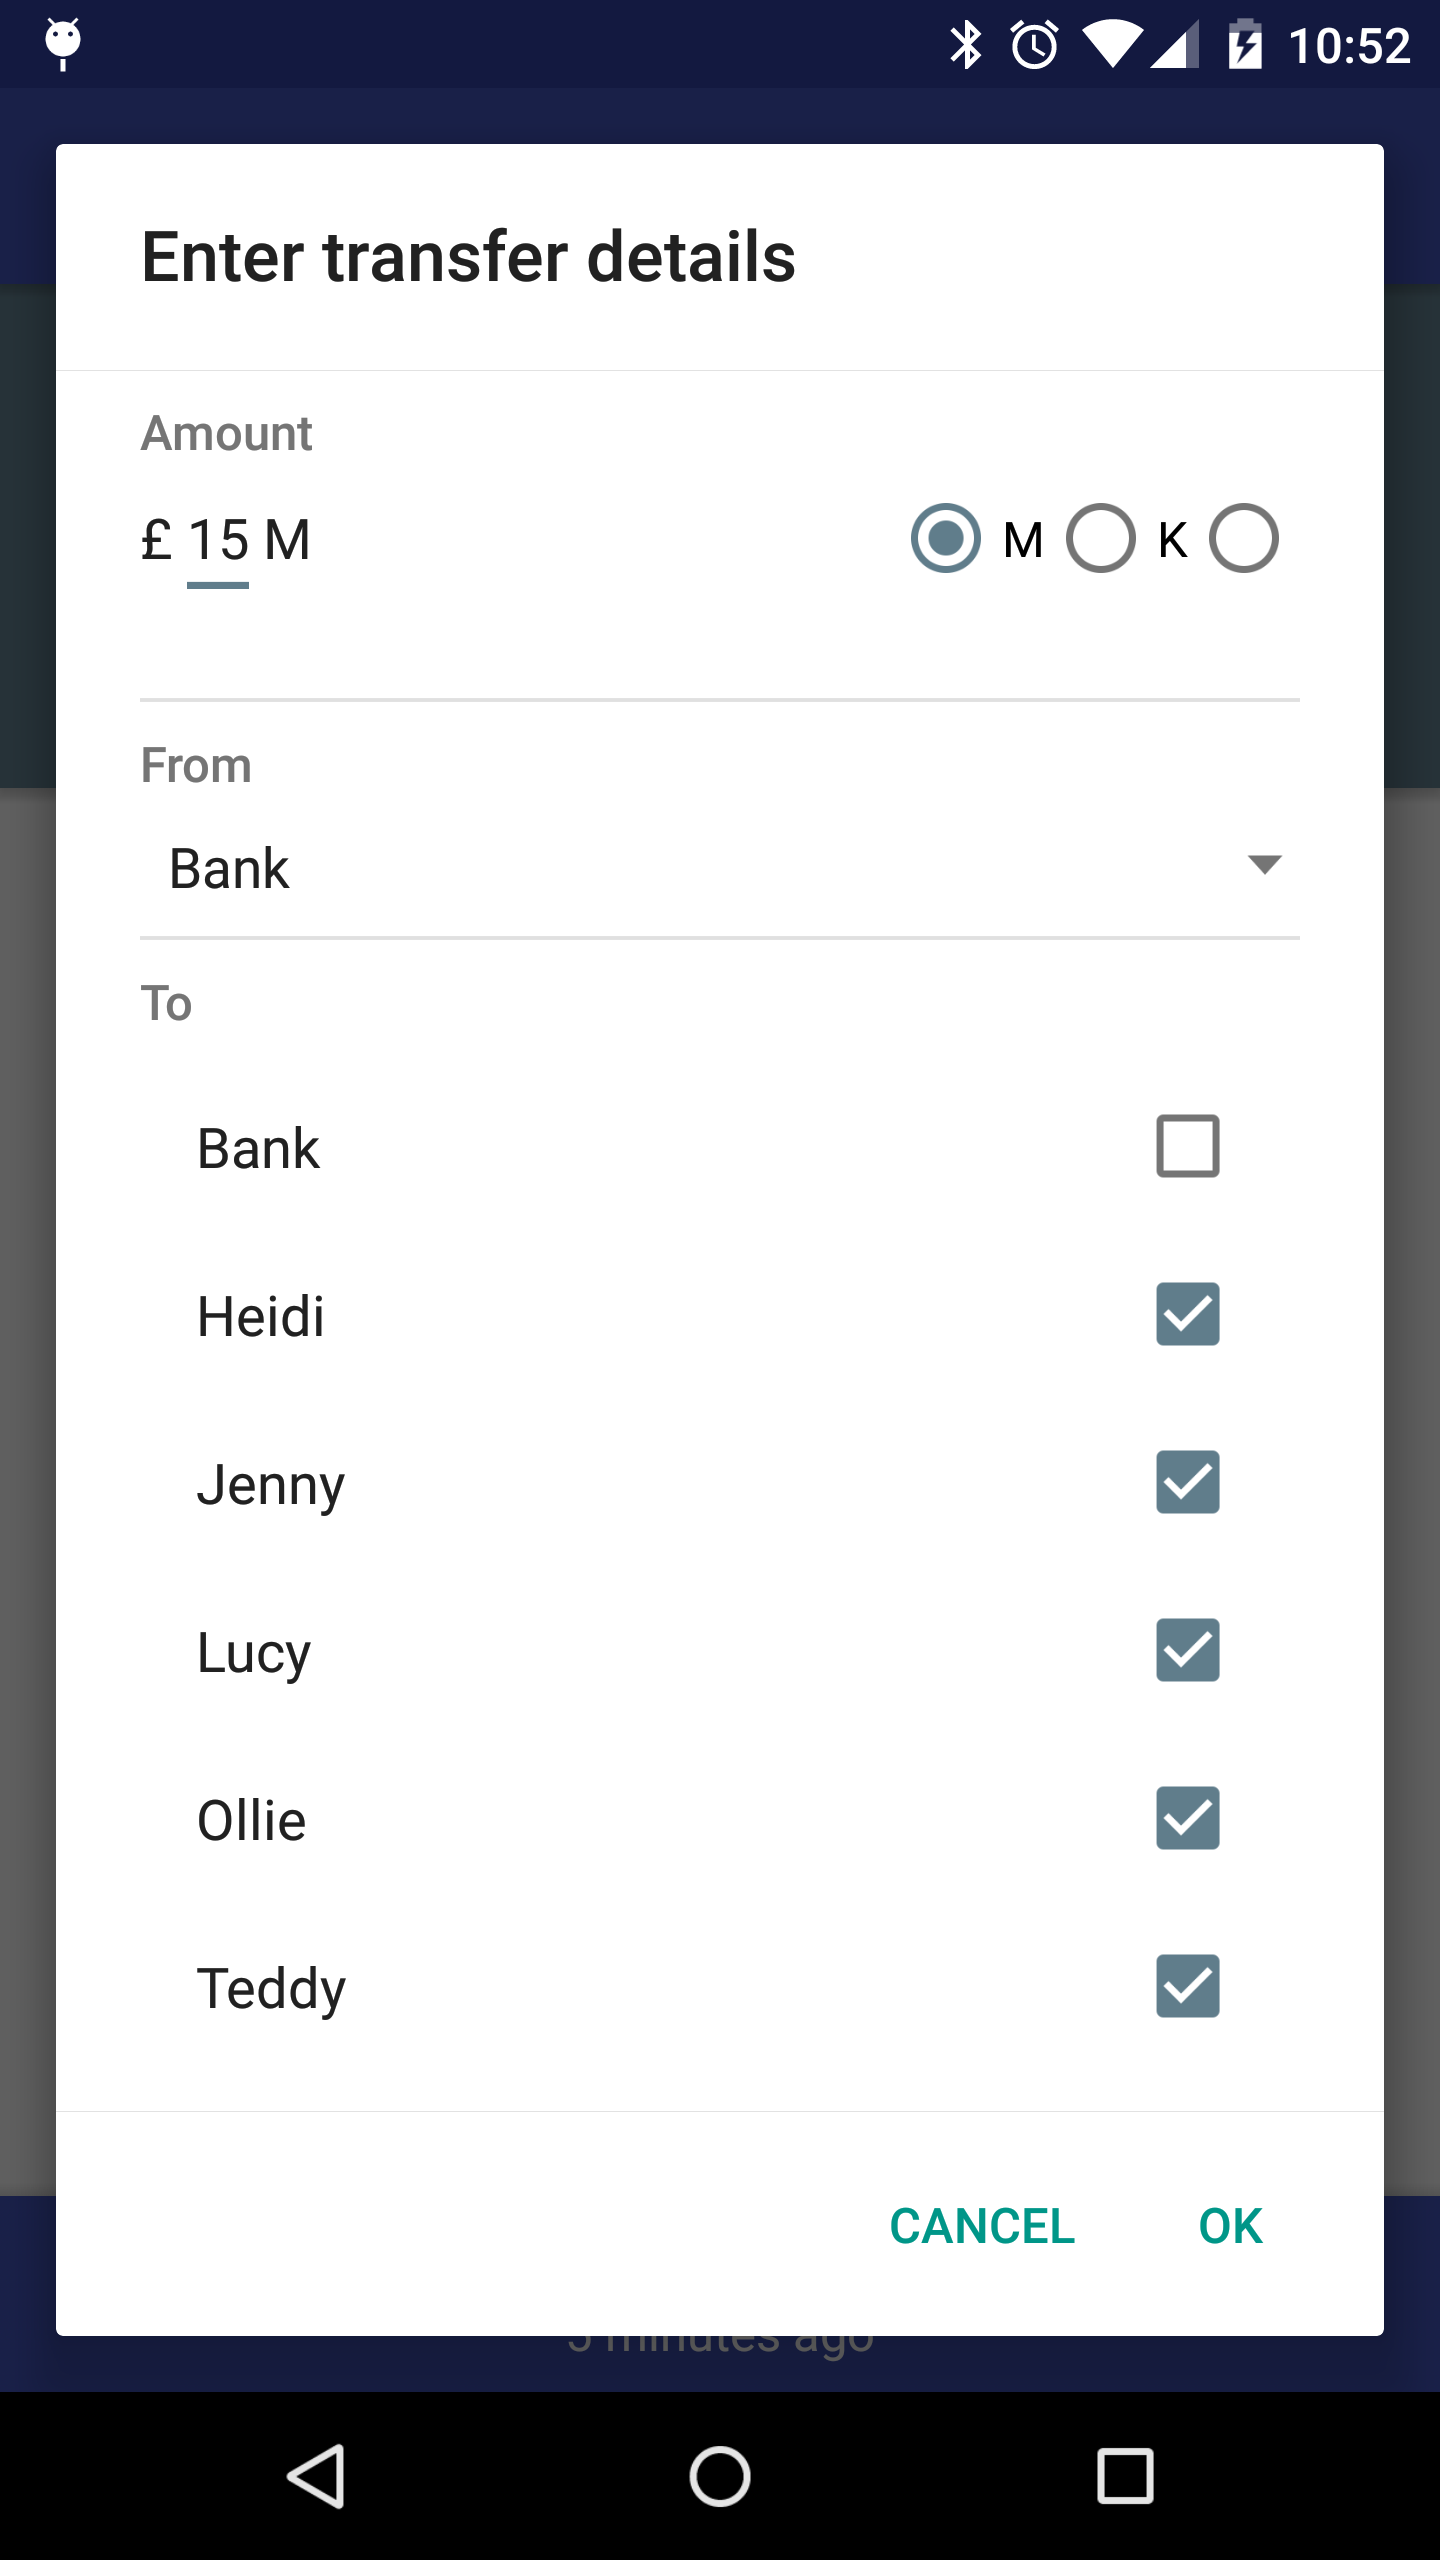 10:52
Enter transfer details
Amount
£ 15 M M K
From
Bank
To
Bank
Heidi
Jenny
Lucy
Ollie
Teddy
CANCEL OK
minutes ago